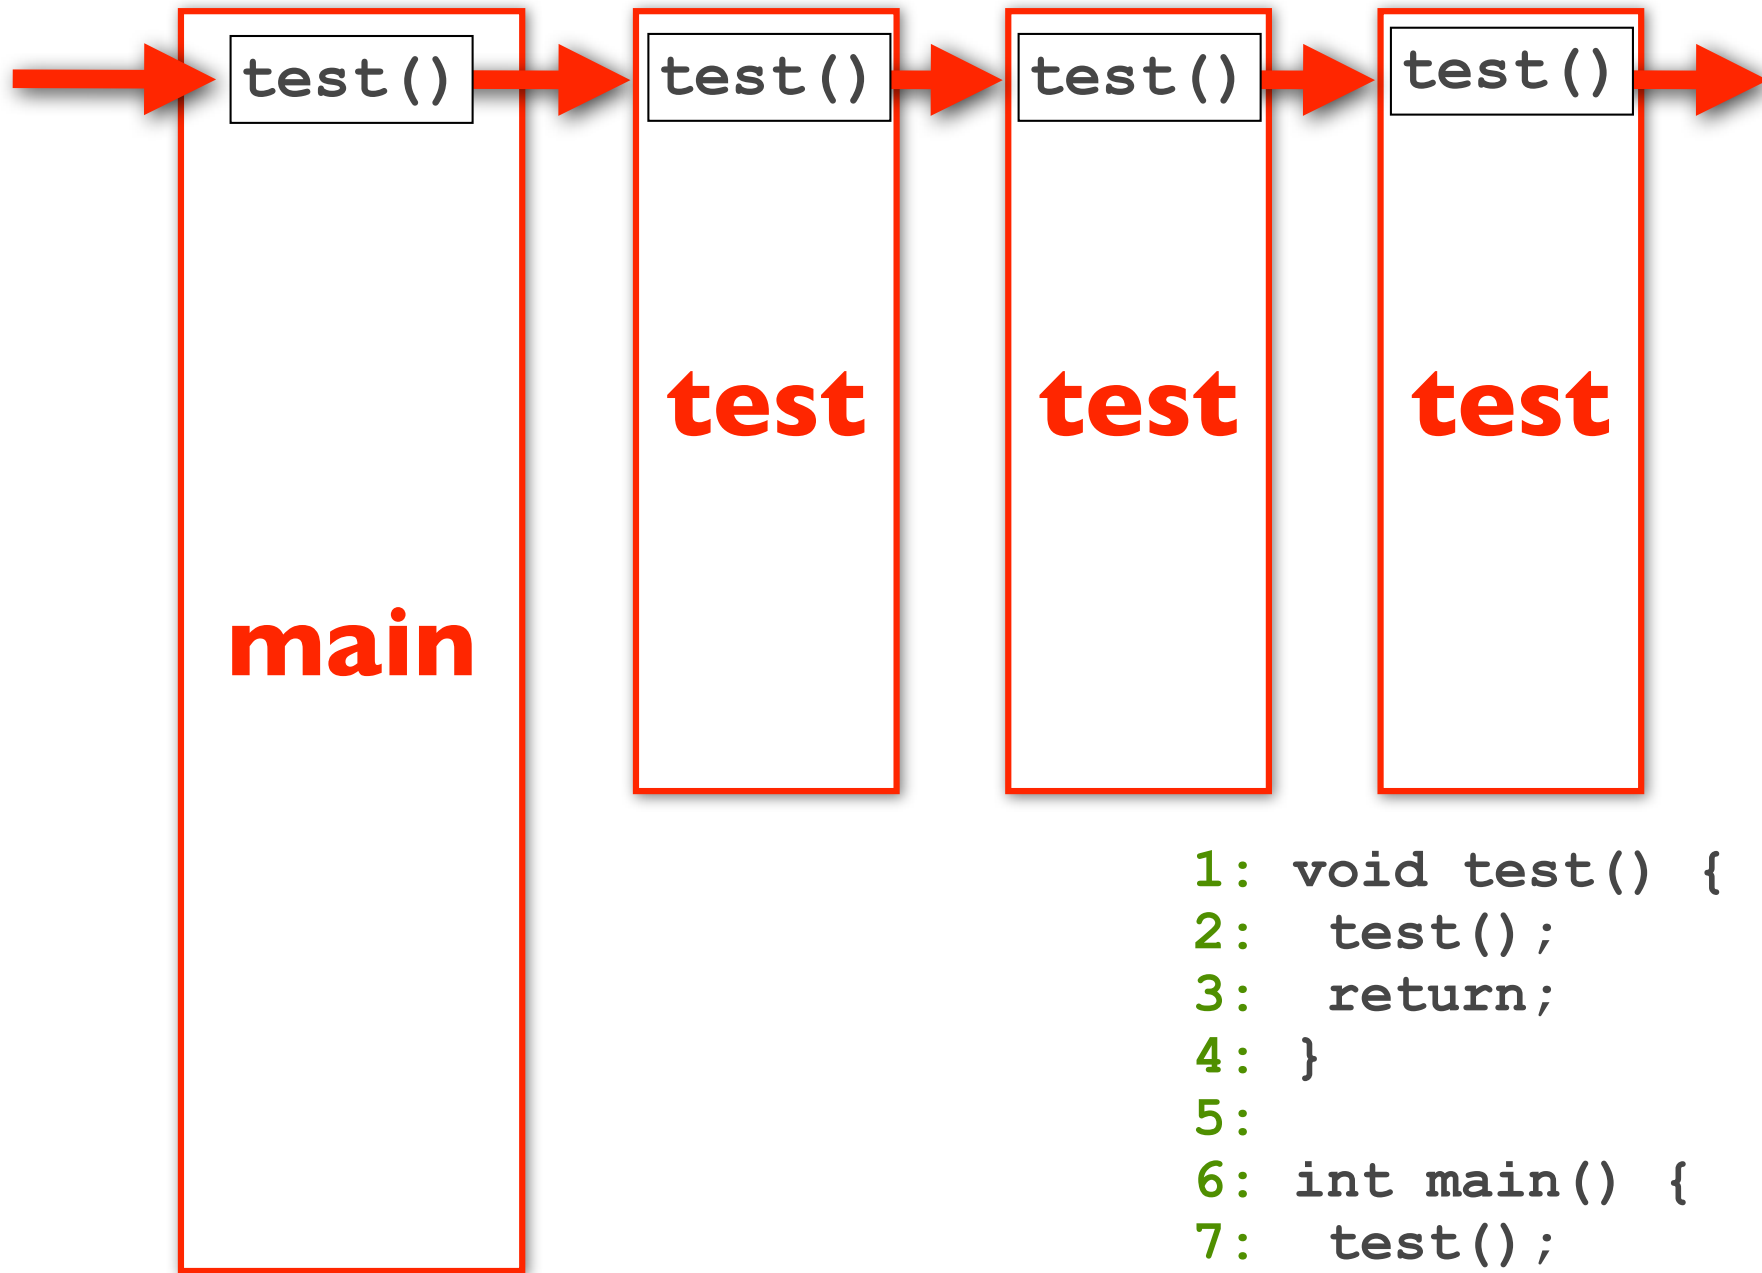 test() test() test() test()
test test test
main
1: void test() {
2:  test();
3:  return;
4: }
5:
6: int main() {
7:  test();